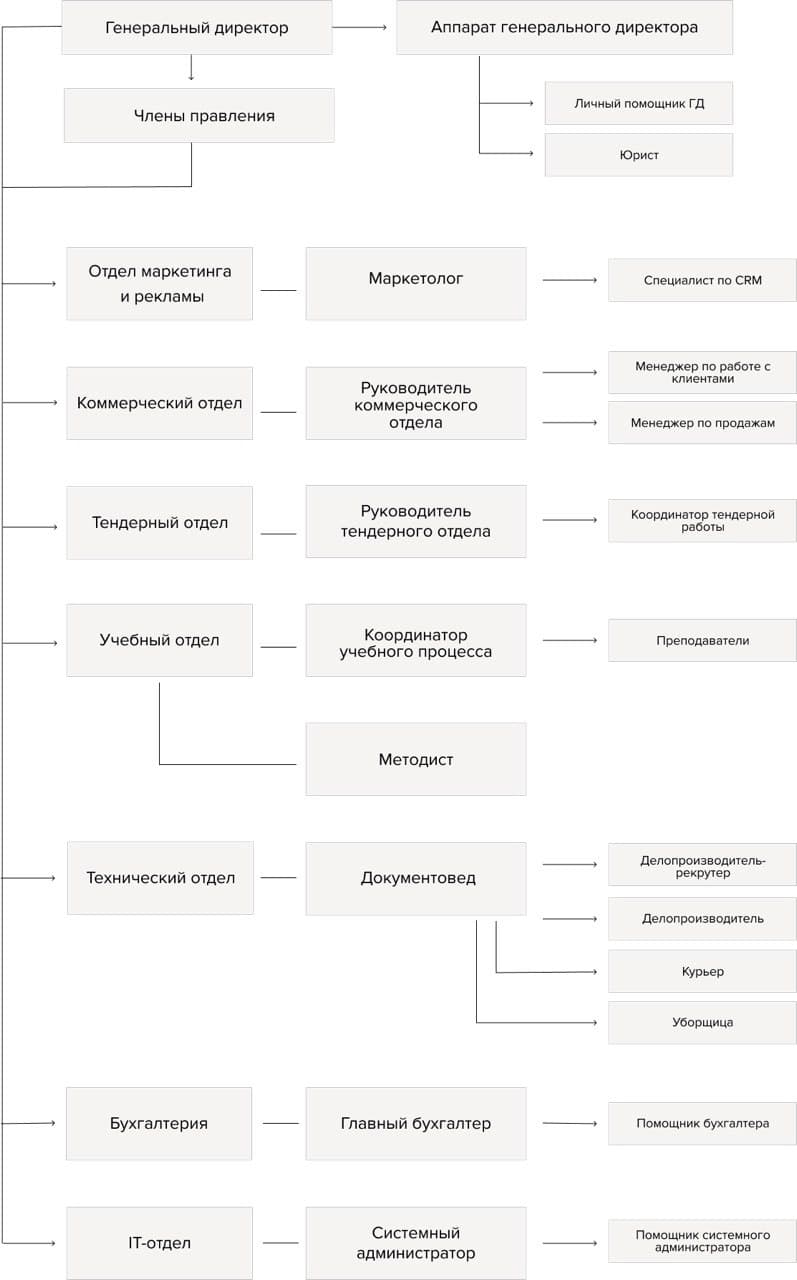 Генеральный директор
Аппарат генерального директора
Члены правления
Личный помощник ГД
Юрист
Отдел маркетинга
и рекламы
Маркетолог
Специалист по CRM
Коммерческий отдел
Руководитель
коммерческого
отдела
Менеджер по работе с
клиентами
Менеджер по продажам
Тендерный отдел
Руководитель
тендерного отдела
Координатор тендерной
работы
Учебный отдел
Координатор
учебного процесса
Преподаватели
Методист
Технический отдел
Документовед
Делопроизводитель-
рекрутер
Делопроизводитель
Курьер
Уборщица
Бухгалтерия
Главный бухгалтер
Помощник бухгалтера
IT-отдел
Системный
администратор
Помощник системного
администратора